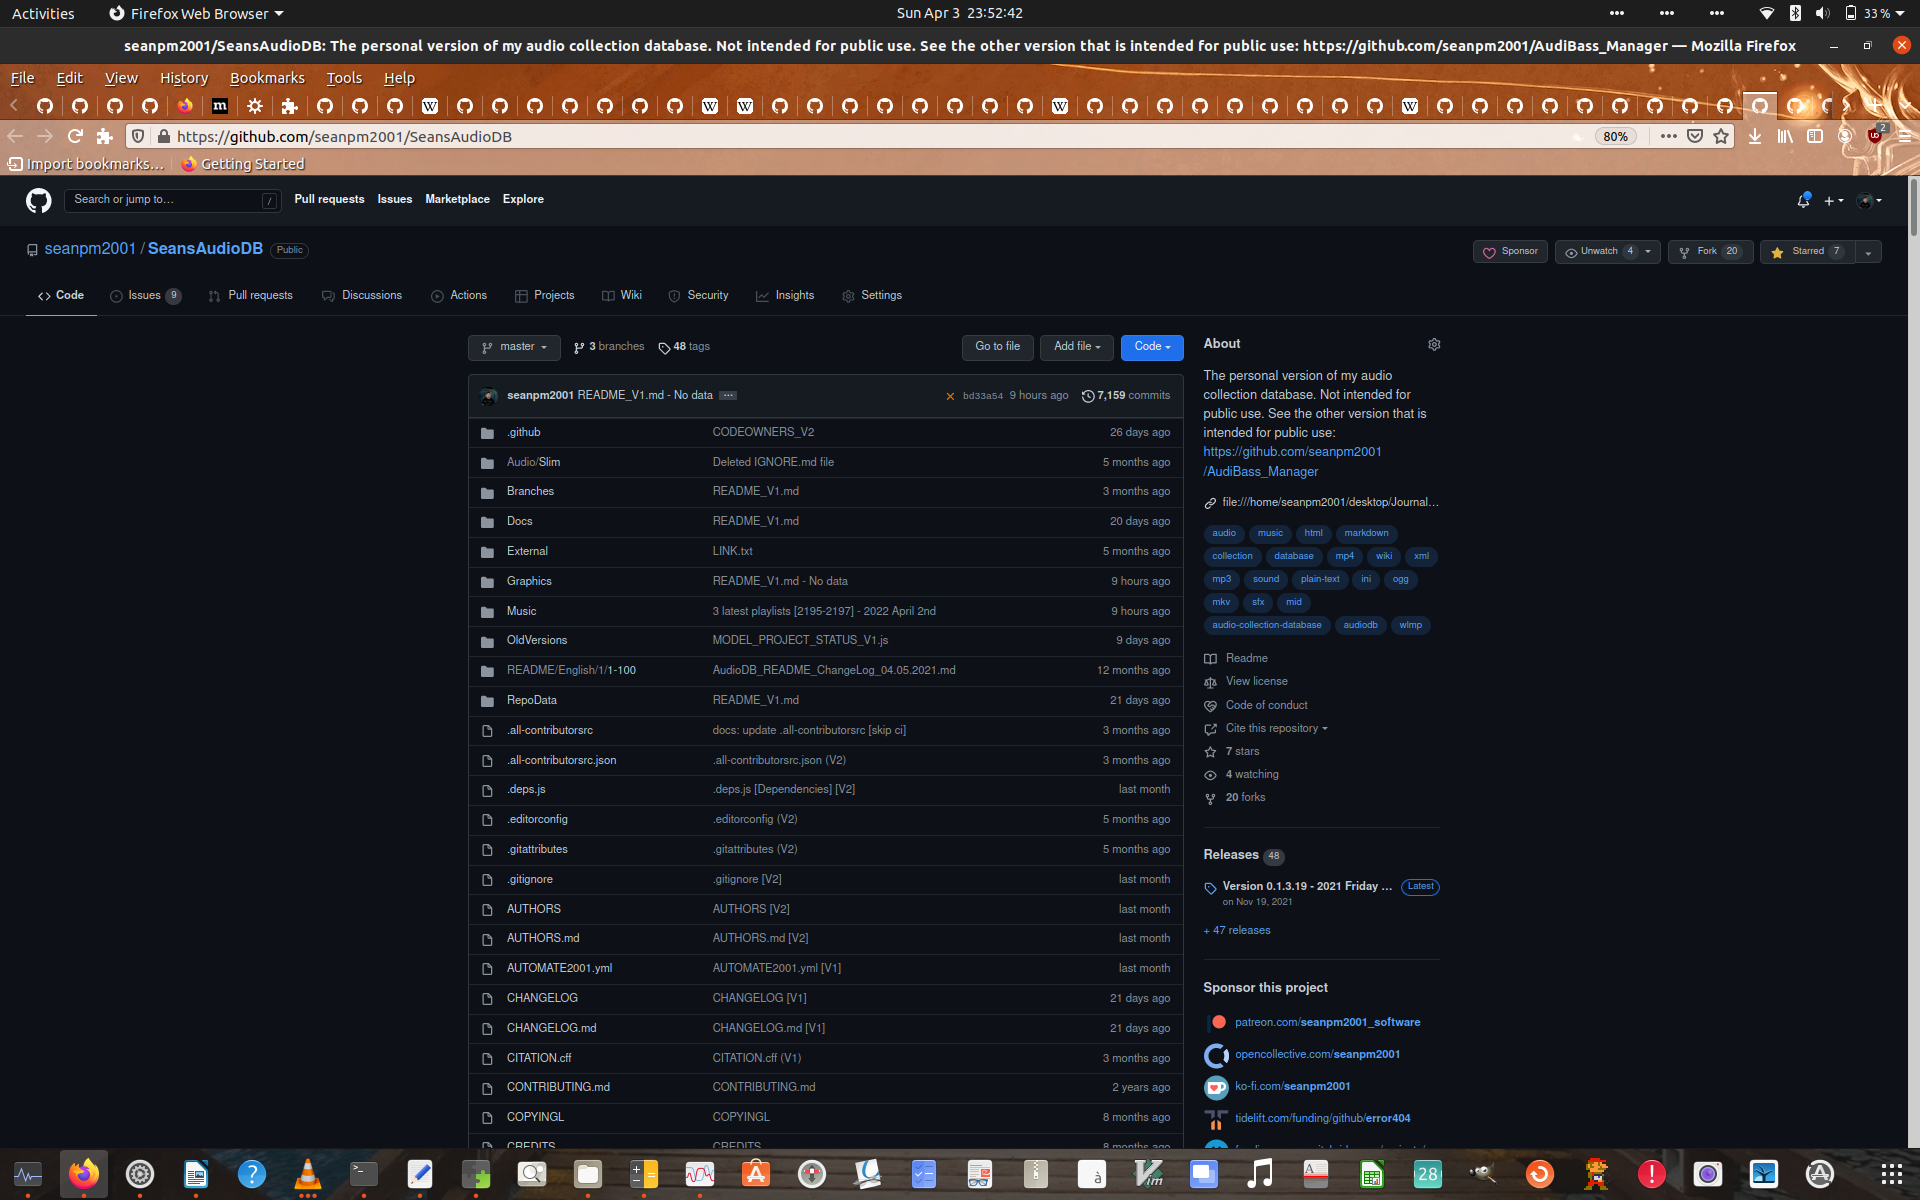 Activities
Firefox Web Browser
Sun Apr 3 23:52:42
33 %
seanpm2001/SeansAudioDB: The personal version of my audio collection database. Not intended for public use. See the other version that is intended for public use: https://github.com/seanpm2001/AudiBass_Manager — Mozilla Firefox
File Edit View History Bookmarks Tools Help
https://github.com/seanpm2001/SeansAudioDB
80%
2
Import bookmarks…
Getting Started
Search or jump to…
/
Pull requests Issues Marketplace Explore
seanpm2001 / SeansAudioDB Public
Sponsor
Unwatch 4
Fork 20
Starred 7
Code
Issues 9
Pull requests
Discussions
Actions
Projects
Wiki
Security
Insights
Settings
master
3 branches
48 tags
Go to file
Add file
Code
seanpm2001 README_V1.md - No data ...
bd33a54 9 hours ago
7,159 commits
.github CODEOWNERS_V2 26 days ago
Audio/Slim Deleted IGNORE.md file 5 months ago
Branches README_V1.md 3 months ago
Docs README_V1.md 20 days ago
External LINK.txt 5 months ago
Graphics README_V1.md - No data 9 hours ago
Music 3 latest playlists [2195-2197] - 2022 April 2nd 9 hours ago
OldVersions MODEL_PROJECT_STATUS_V1.js 9 days ago
README/English/1/1-100 AudioDB_README_ChangeLog_04.05.2021.md 12 months ago
RepoData README_V1.md 21 days ago
.all-contributorsrc docs: update .all-contributorsrc [skip ci] 3 months ago
.all-contributorsrc.json .all-contributorsrc.json (V2) 3 months ago
.deps.js .deps.js [Dependencies] [V2] last month
.editorconfig .editorconfig (V2) 5 months ago
.gitattributes .gitattributes (V2) 5 months ago
.gitignore .gitignore [V2] last month
AUTHORS AUTHORS [V2] last month
AUTHORS.md AUTHORS.md [V2] last month
AUTOMATE2001.yml AUTOMATE2001.yml [V1] last month
CHANGELOG CHANGELOG [V1] 21 days ago
CHANGELOG.md CHANGELOG.md [V1] 21 days ago
CITATION.cff CITATION.cff (V1) 3 months ago
CONTRIBUTING.md CONTRIBUTING.md 2 years ago
COPYINGL COPYINGL 8 months ago
CREDITS CREDITS 8 months ago
About
The personal version of my audio
collection database. Not intended for
public use. See the other version that is
intended for public use:
https://github.com/seanpm2001
/AudiBass_Manager
file:///home/seanpm2001/desktop/Journal…
audio music html markdown
collection database mp4 wiki xml
mp3 sound plain-text ini ogg
mkv sfx mid
audio-collection-database audiodb wlmp
Readme
View license
Code of conduct
Cite this repository
7 stars
4 watching
20 forks
Releases 48
Version 0.1.3.19 - 2021 Friday ... Latest
on Nov 19, 2021
+ 47 releases
Sponsor this project
patreon.com/seanpm2001_software
opencollective.com/seanpm2001
ko-fi.com/seanpm2001
tidelift.com/funding/github/error404
28